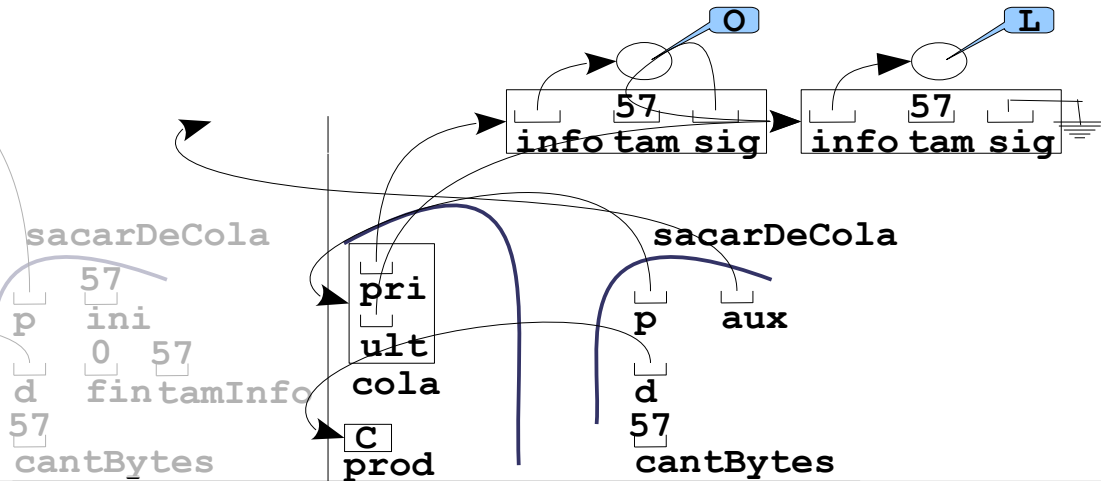 O L
57 57
info tam sig info tam sig
sacarDeCola sacarDeCola
57
pri
p ini p aux
0 57 ult
cola
d fin tamInfo d
57 C 57
prod
cantBytes cantBytes